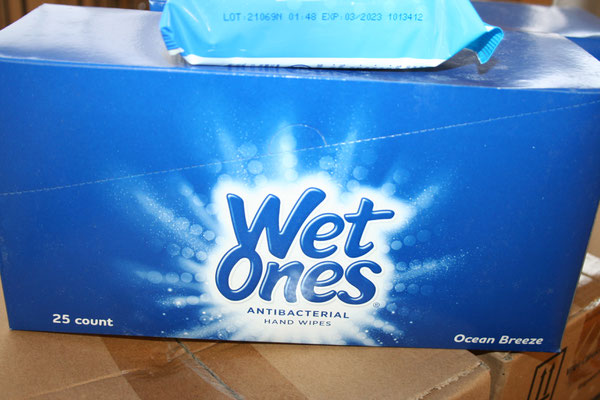 LOT:21069N 01:48 EXP:03/2023 1013412
Wet
Ones
®
ANTIBACTERIAL
HAND WIPES
25 count
Ocean Breeze